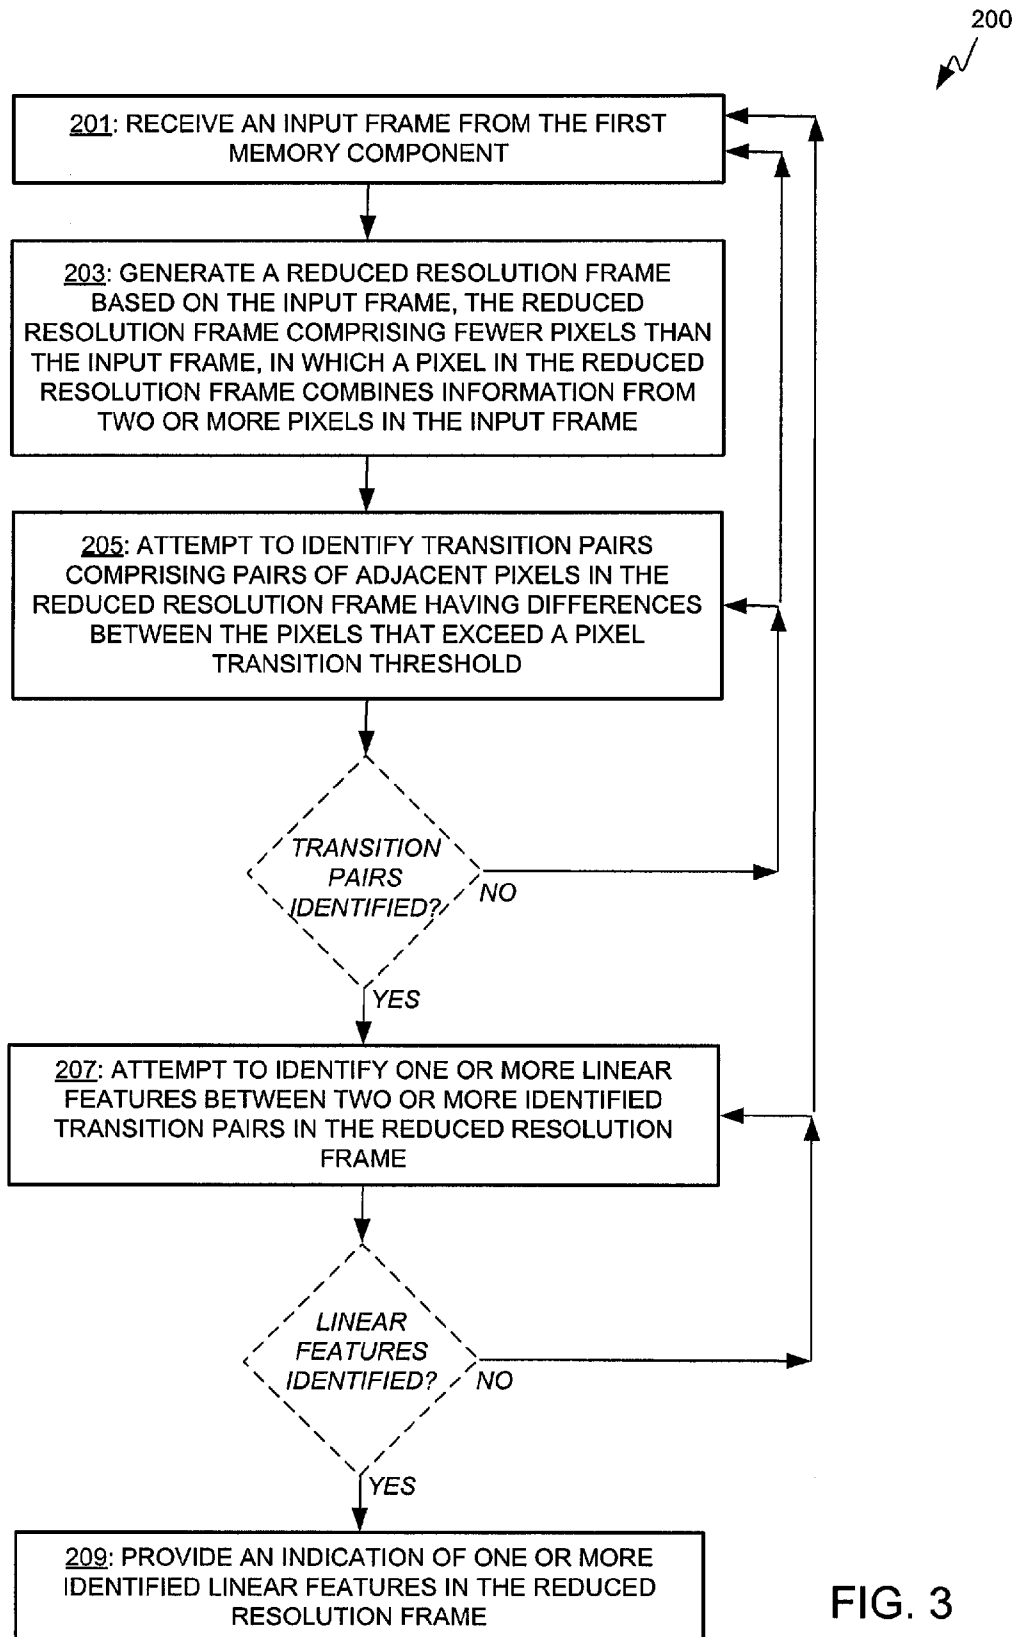 200
201: RECEIVE AN INPUT FRAME FROM THE FIRST
MEMORY COMPONENT
203: GENERATE A REDUCED RESOLUTION FRAME
BASED ON THE INPUT FRAME, THE REDUCED
RESOLUTION FRAME COMPRISING FEWER PIXELS THAN
THE INPUT FRAME, IN WHICH A PIXEL IN THE REDUCED
RESOLUTION FRAME COMBINES INFORMATION FROM
TWO OR MORE PIXELS IN THE INPUT FRAME
205: ATTEMPT TO IDENTIFY TRANSITION PAIRS
COMPRISING PAIRS OF ADJACENT PIXELS IN THE
REDUCED RESOLUTION FRAME HAVING DIFFERENCES
BETWEEN THE PIXELS THAT EXCEED A PIXEL
TRANSITION THRESHOLD
TRANSITION
PAIRS
IDENTIFIED?
NO
YES
207: ATTEMPT TO IDENTIFY ONE OR MORE LINEAR
FEATURES BETWEEN TWO OR MORE IDENTIFIED
TRANSITION PAIRS IN THE REDUCED RESOLUTION
FRAME
LINEAR
FEATURES
IDENTIFIED?
NO
YES
209: PROVIDE AN INDICATION OF ONE OR MORE
IDENTIFIED LINEAR FEATURES IN THE REDUCED
RESOLUTION FRAME
FIG. 3